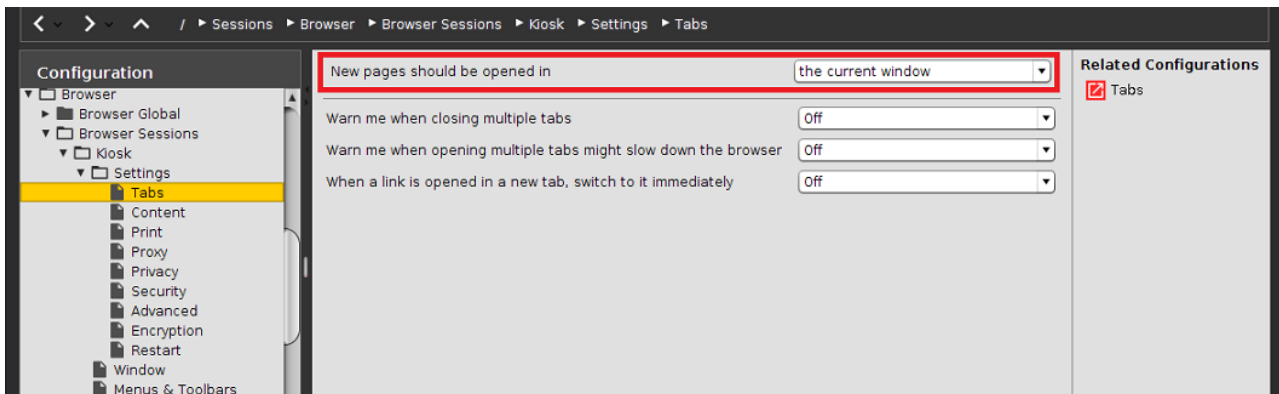 / ▶ Sessions ▶ Browser ▶ Browser Sessions ▶ Kiosk ▶ Settings ▶ Tabs
Configuration
Browser
Browser Global
Browser Sessions
Kiosk
Settings
Tabs
Content
Print
Proxy
Privacy
Security
Advanced
Encryption
Restart
Window
Menus & Toolbars
New pages should be opened in the current window
Warn me when closing multiple tabs Off
Warn me when opening multiple tabs might slow down the browser Off
When a link is opened in a new tab, switch to it immediately Off
Related Configurations
Tabs